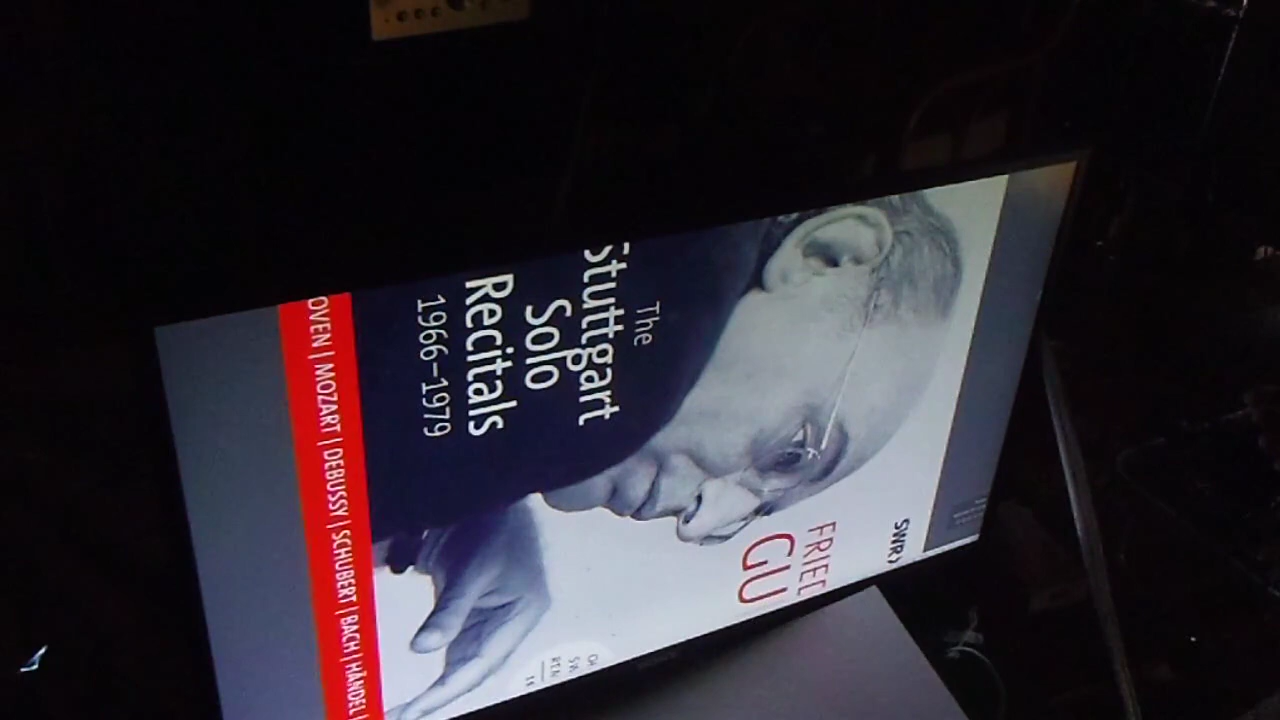 SWR»
FRIED
GU
The
Stuttgart
Solo
Recitals
1966–1979
OVEN | MOZART | DEBUSSY | SCHUBERT | BACH | HÄNDEL |